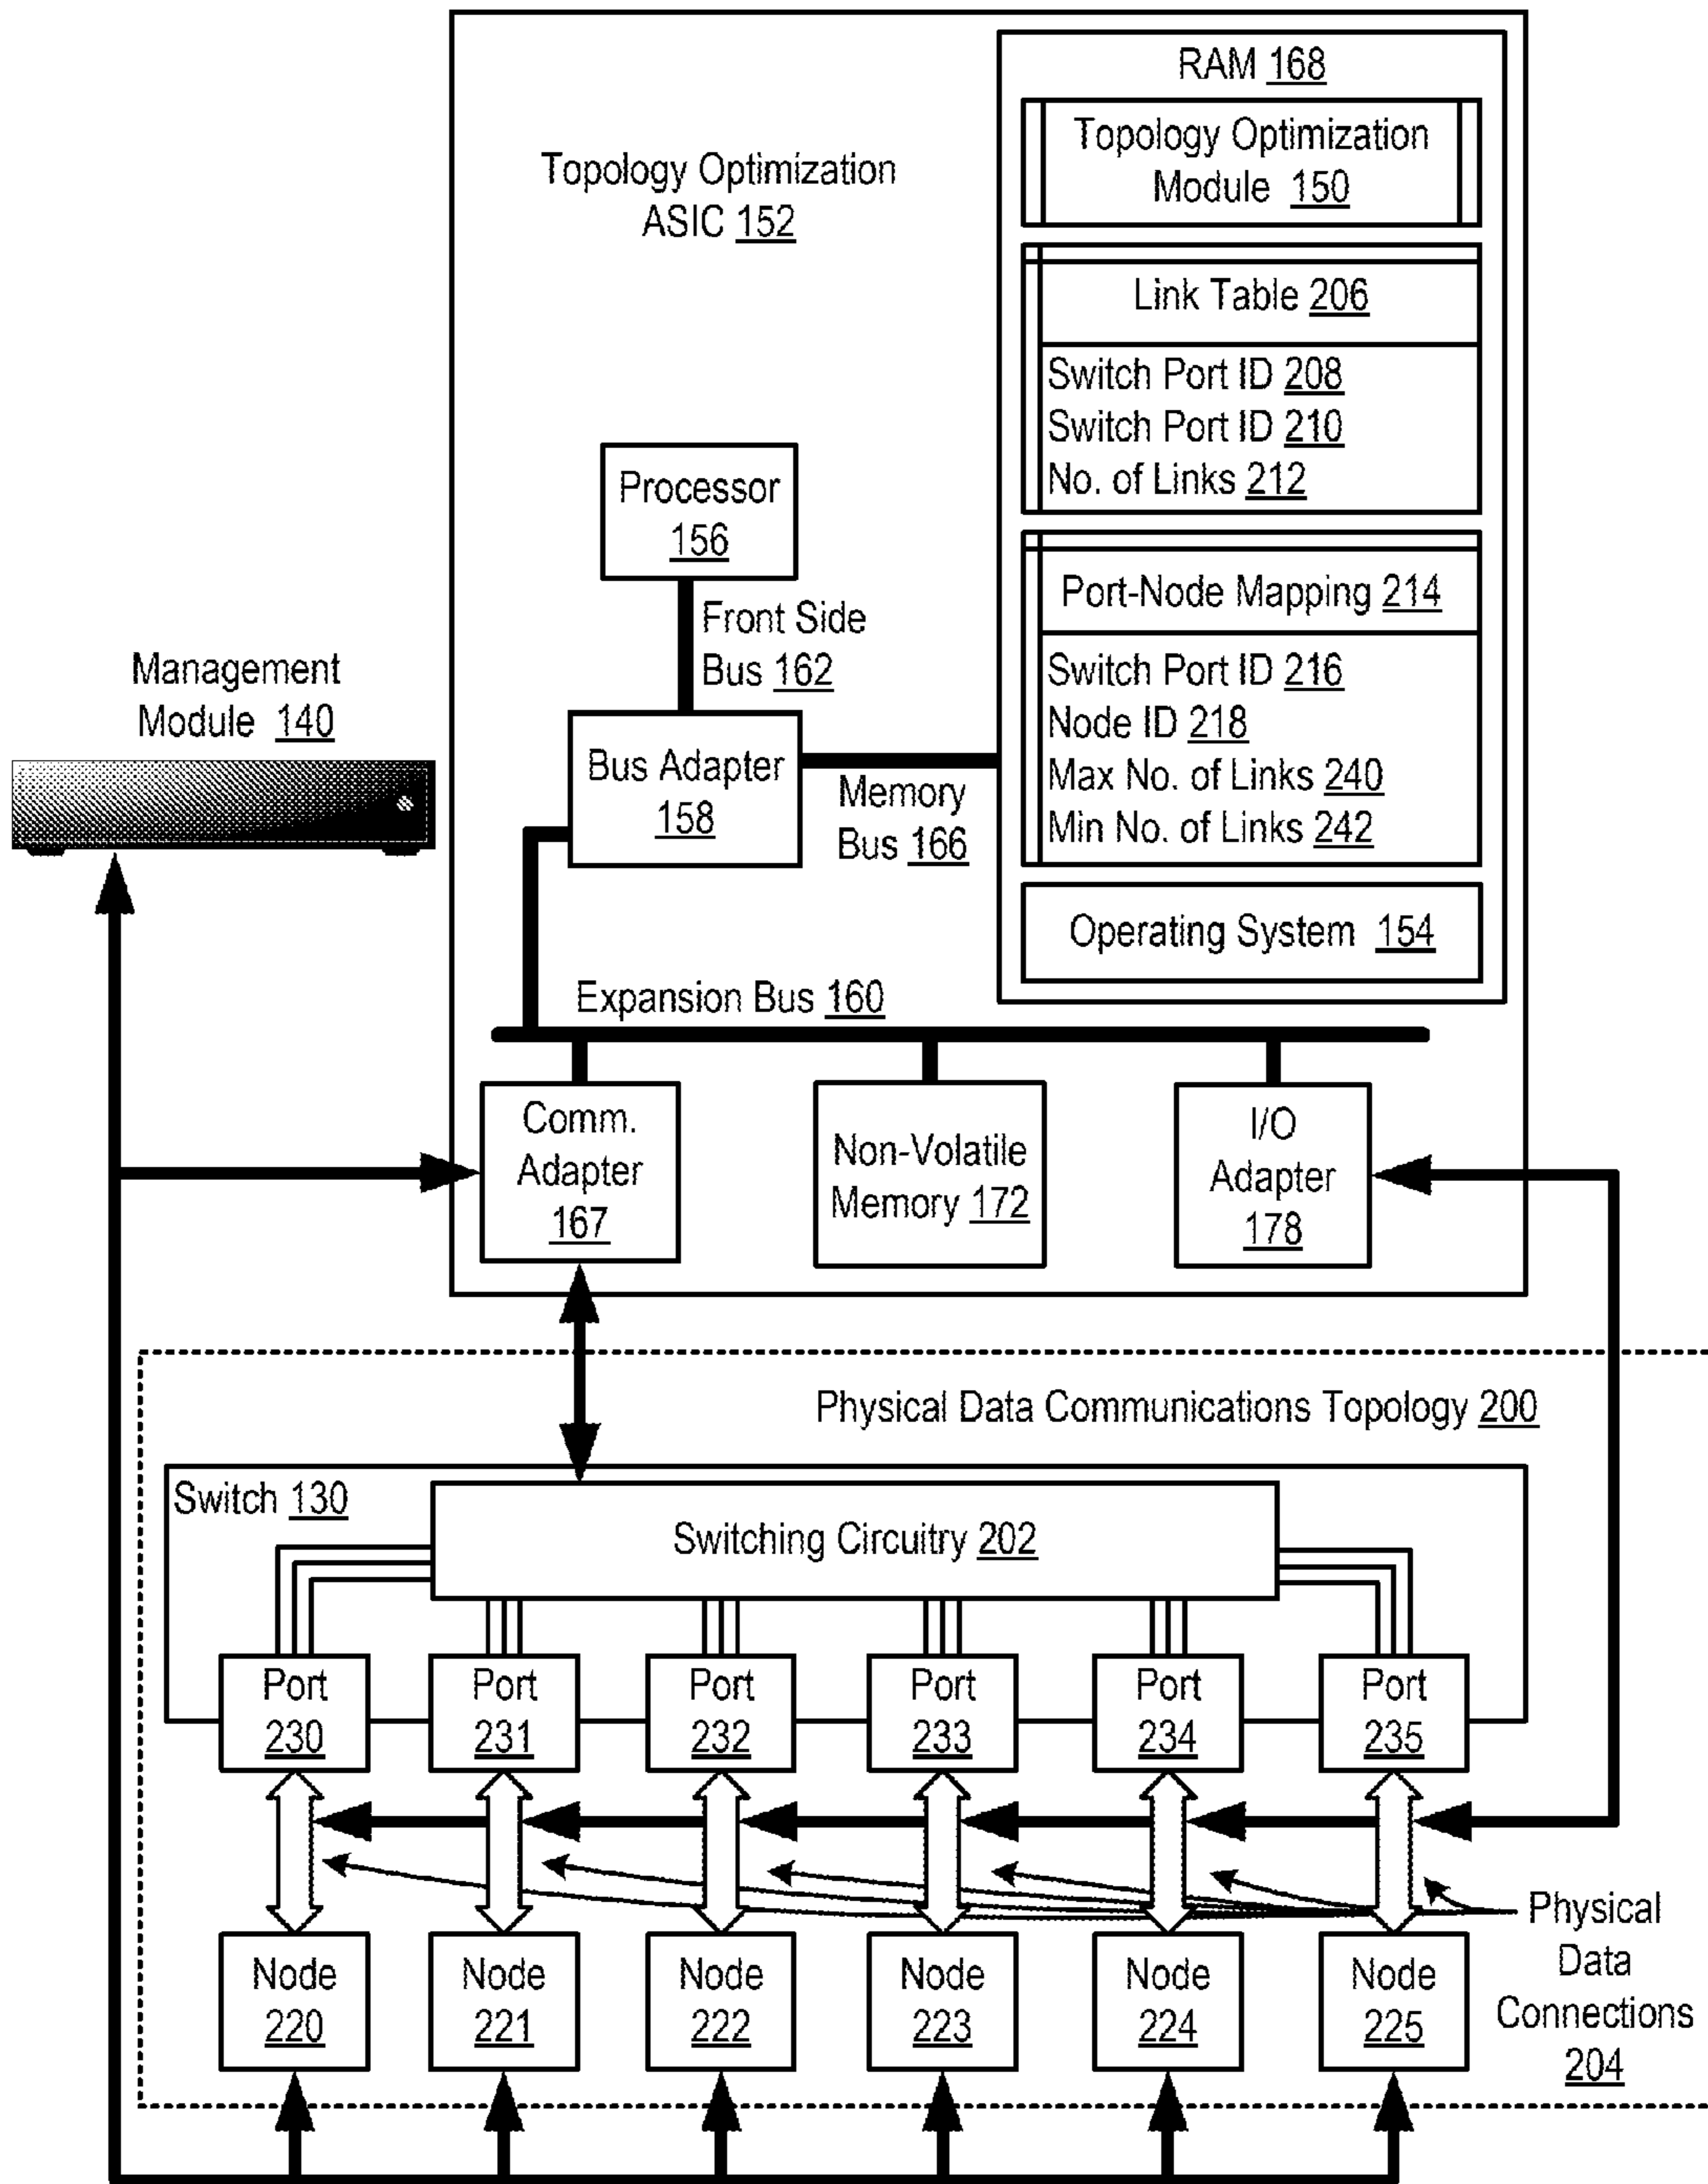 RAM 168
Topology Optimization
Module 150
Topology Optimization
ASIC 152
Link Table 206
Switch Port ID 208
Switch Port ID 210
No. of Links 212
Processor
156
Port-Node Mapping 214
Front Side
Bus 162
Switch Port ID 216
Node ID 218
Max No. of Links 240
Min No. of Links 242
Management
Module 140
Bus Adapter
158
Memory
Bus 166
Operating System 154
Expansion Bus 160
Comm.
Adapter
167
Non-Volatile
Memory 172
I/O
Adapter
178
Physical Data Communications Topology 200
Switch 130
Switching Circuitry 202
Port
230
Port
231
Port
232
Port
233
Port
234
Port
235
Node
220
Node
221
Node
222
Node
223
Node
224
Node
225
Physical
Data
Connections
204